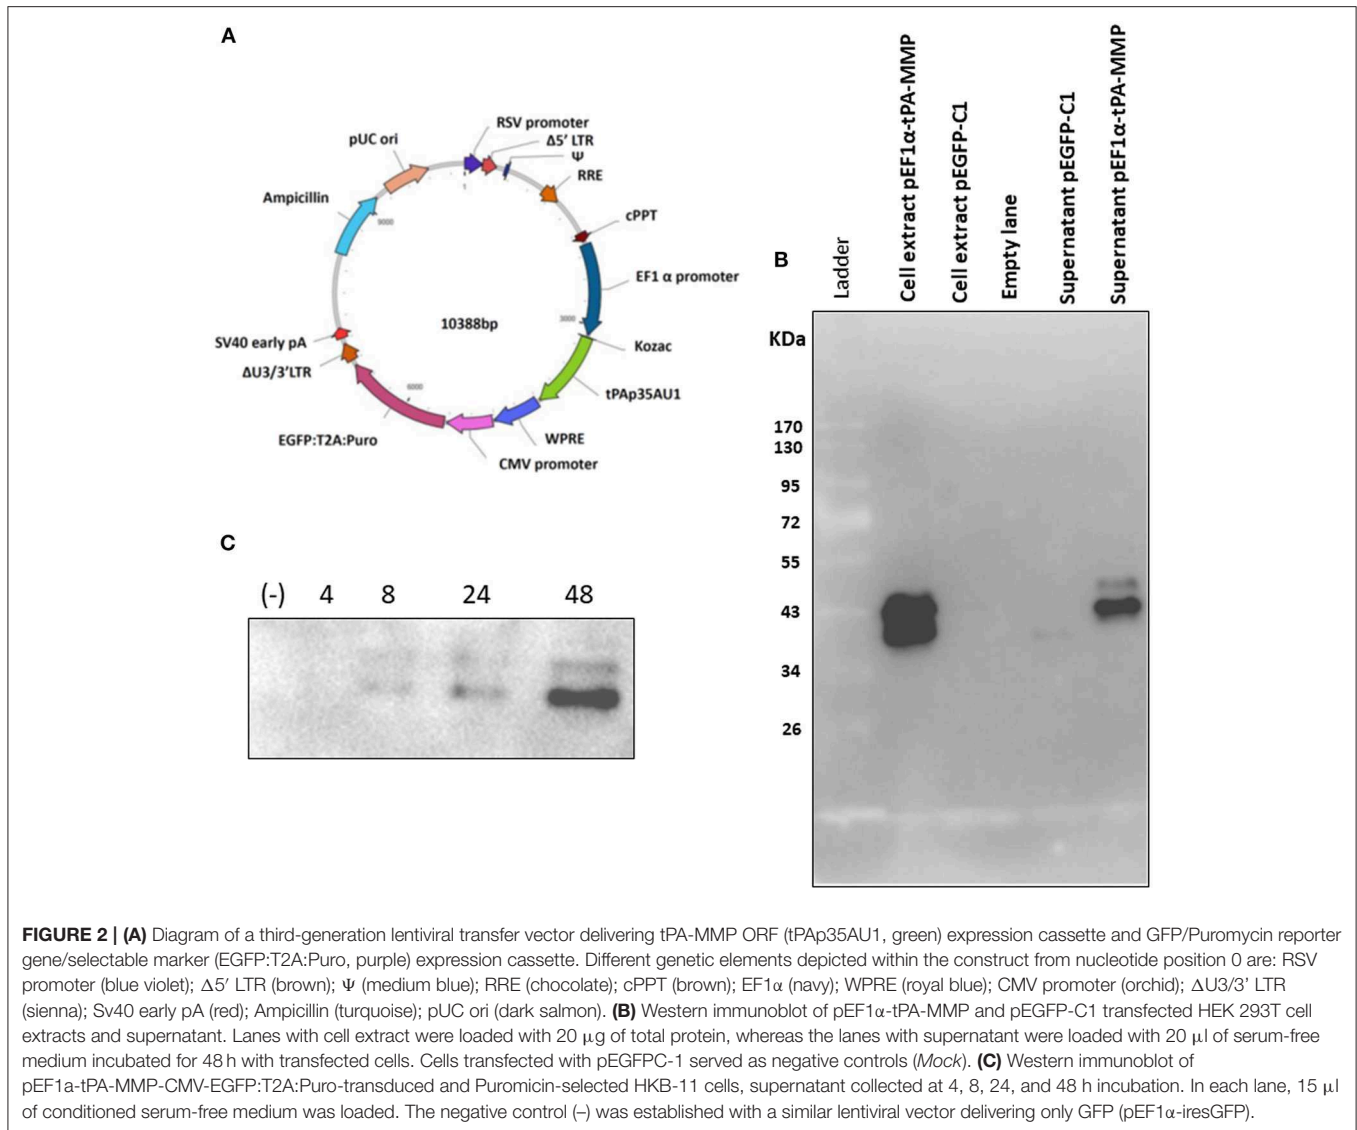 A
RSV promoter
Δ5′ LTR
Ψ
RRE
cPPT
EF1 α promoter
Kozac
tPAp35AU1
WPRE
CMV promoter
EGFP:T2A:Puro
ΔU3/3'LTR
SV40 early pA
Ampicillin
pUC ori
1
3000
6000
9000
10388bp
B
Ladder
Cell extract pEF1α-tPA-MMP
Cell extract pEGFP-C1
Empty lane
Supernatant pEGFP-C1
Supernatant pEF1α-tPA-MMP
KDa
170
130
95
72
55
43
34
26
C
(-) 4 8 24 48
FIGURE 2 | (A) Diagram of a third-generation lentiviral transfer vector delivering tPA-MMP ORF (tPAp35AU1, green) expression cassette and GFP/Puromycin reporter
gene/selectable marker (EGFP:T2A:Puro, purple) expression cassette. Different genetic elements depicted within the construct from nucleotide position 0 are: RSV
promoter (blue violet); Δ5′ LTR (brown); Ψ (medium blue); RRE (chocolate); cPPT (brown); EF1α (navy); WPRE (royal blue); CMV promoter (orchid); ΔU3/3' LTR
(sienna); Sv40 early pA (red); Ampicillin (turquoise); pUC ori (dark salmon). (B) Western immunoblot of pEF1α-tPA-MMP and pEGFP-C1 transfected HEK 293T cell
extracts and supernatant. Lanes with cell extract were loaded with 20 μg of total protein, whereas the lanes with supernatant were loaded with 20 μl of serum-free
medium incubated for 48 h with transfected cells. Cells transfected with pEGFPC-1 served as negative controls (Mock). (C) Western immunoblot of
pEF1a-tPA-MMP-CMV-EGFP:T2A:Puro-transduced and Puromicin-selected HKB-11 cells, supernatant collected at 4, 8, 24, and 48 h incubation. In each lane, 15 μl
of conditioned serum-free medium was loaded. The negative control (–) was established with a similar lentiviral vector delivering only GFP (pEF1α-iresGFP).